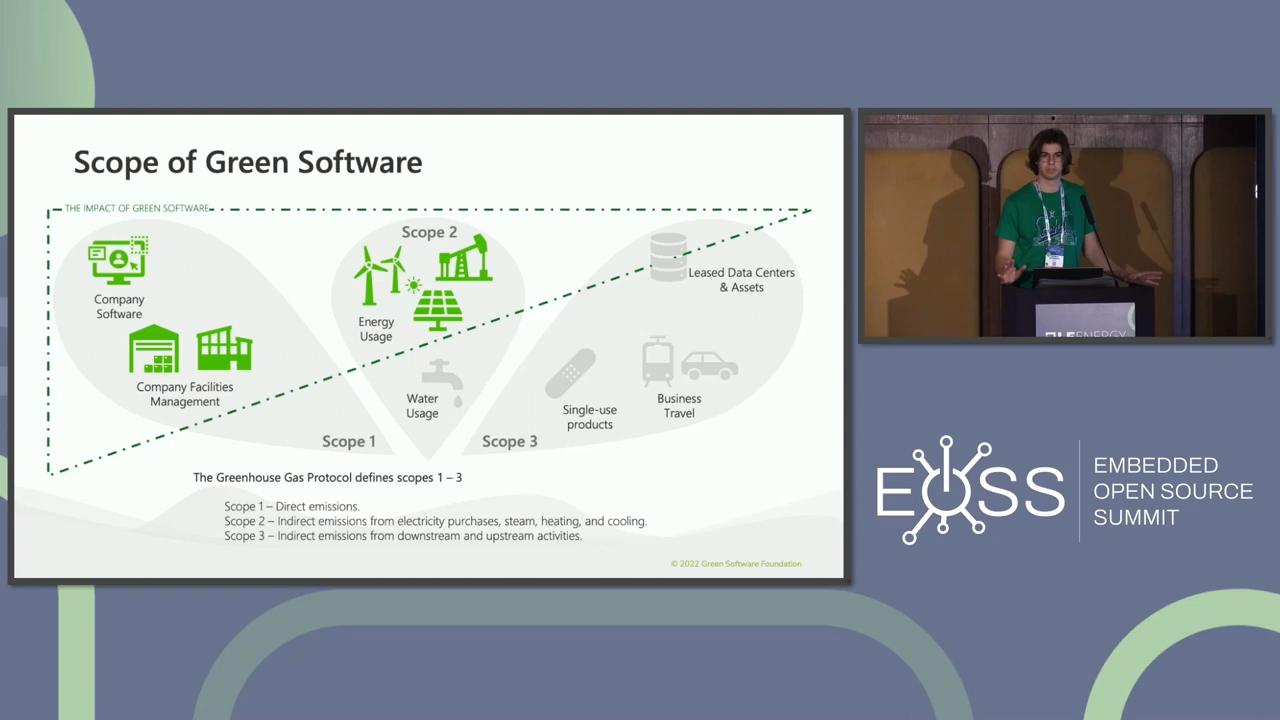 Scope of Green Software
THE IMPACT OF GREEN SOFTWARE
Scope 2
Company
Software
Company Facilities
Management
Energy
Usage
Water
Usage
Leased Data Centers
& Assets
Single-use
products
Business
Travel
Scope 1
Scope 3
The Greenhouse Gas Protocol defines scopes 1 – 3
Scope 1 – Direct emissions.
Scope 2 – Indirect emissions from electricity purchases, steam, heating, and cooling.
Scope 3 – Indirect emissions from downstream and upstream activities.
© 2022 Green Software Foundation
EOSS
EMBEDDED
OPEN SOURCE
SUMMIT